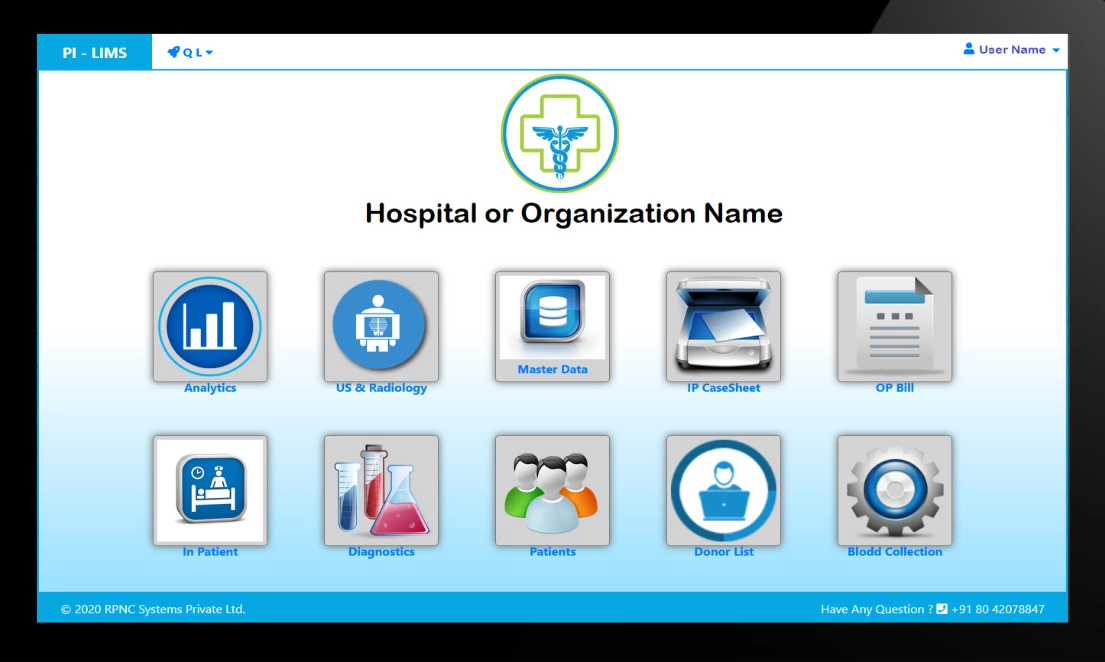 PI - LIMS
Q L
User Name
Hospital or Organization Name
Analytics
US & Radiology
Master Data
IP CaseSheet
OP Bill
In Patient
Diagnostics
Patients
Donor List
Blodd Collection
© 2020 RPNC Systems Private Ltd.
Have Any Question ? +91 80 42078847